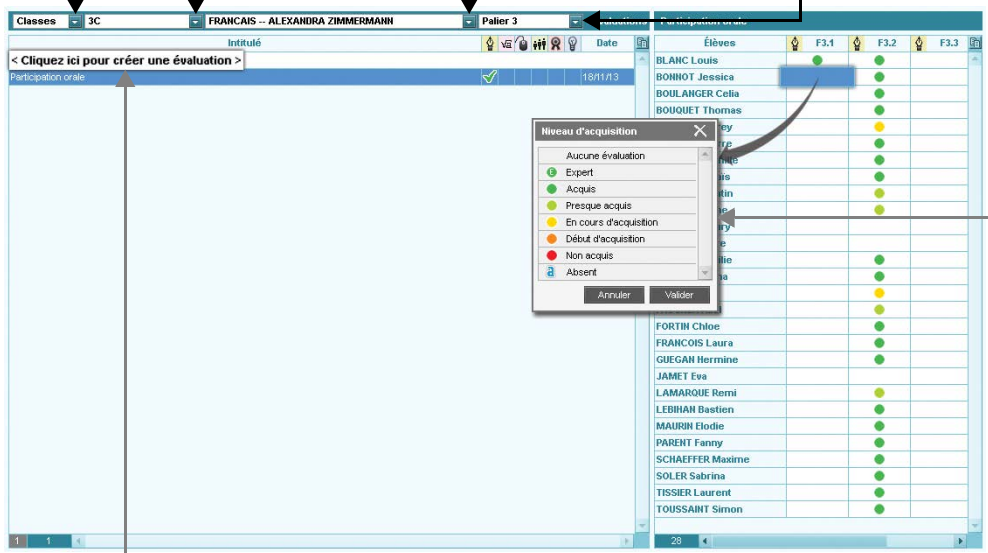 Classes 3C FRANCAIS -- ALEXANDRA ZIMMERMANN Palier 3
Intitulé Date
< Cliquez ici pour créer une évaluation >
Participation orale 18/11/13
1 1
Participation orale
Élèves F3.1 F3.2 F3.3
BLANC Louis
BONNOT Jessica
BOULANGER Celia
BOUQUET Thomas
FORTIN Chloe
FRANCOIS Laura
GUEGAN Hermine
JAMET Eva
LAMARQUE Remi
LEBIHAN Bastien
MAURIN Elodie
PARENT Fanny
SCHAEFFER Maxime
SOLER Sabrina
TISSIER Laurent
TOUSSAINT Simon
28
Niveau d'acquisition
Aucune évaluation
E Expert
Acquis
Presque acquis
En cours d'acquisition
Début d'acquisition
Non acquis
a Absent
Annuler Valider